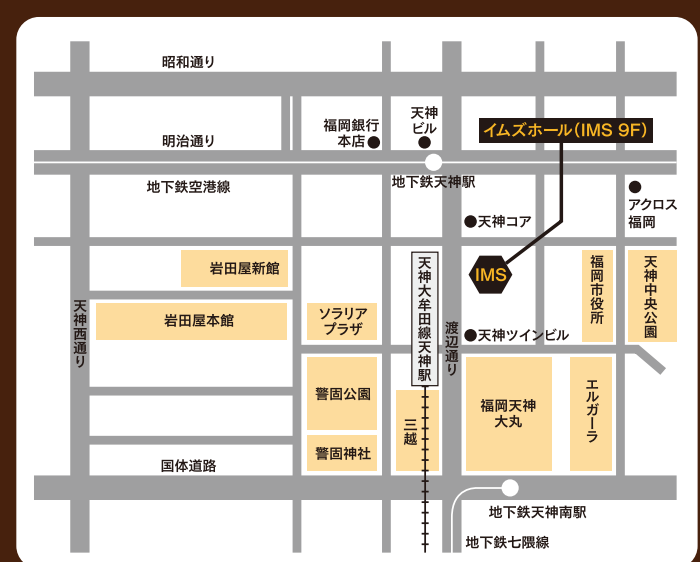 昭和通り
福岡銀行
本店
天神
ビル
イムズホール（IMS 9F）
明治通り
地下鉄空港線
地下鉄天神駅
アクロス
福岡
天神コア
岩田屋新館
天神大牟田線天神駅
IMS
福岡市役所
天神中央公園
天神西通り
岩田屋本館
ソラリア
プラザ
渡辺通り
天神ツインビル
警固公園
三越
福岡天神
大丸
エルガーラ
警固神社
国体道路
地下鉄天神南駅
地下鉄七隈線